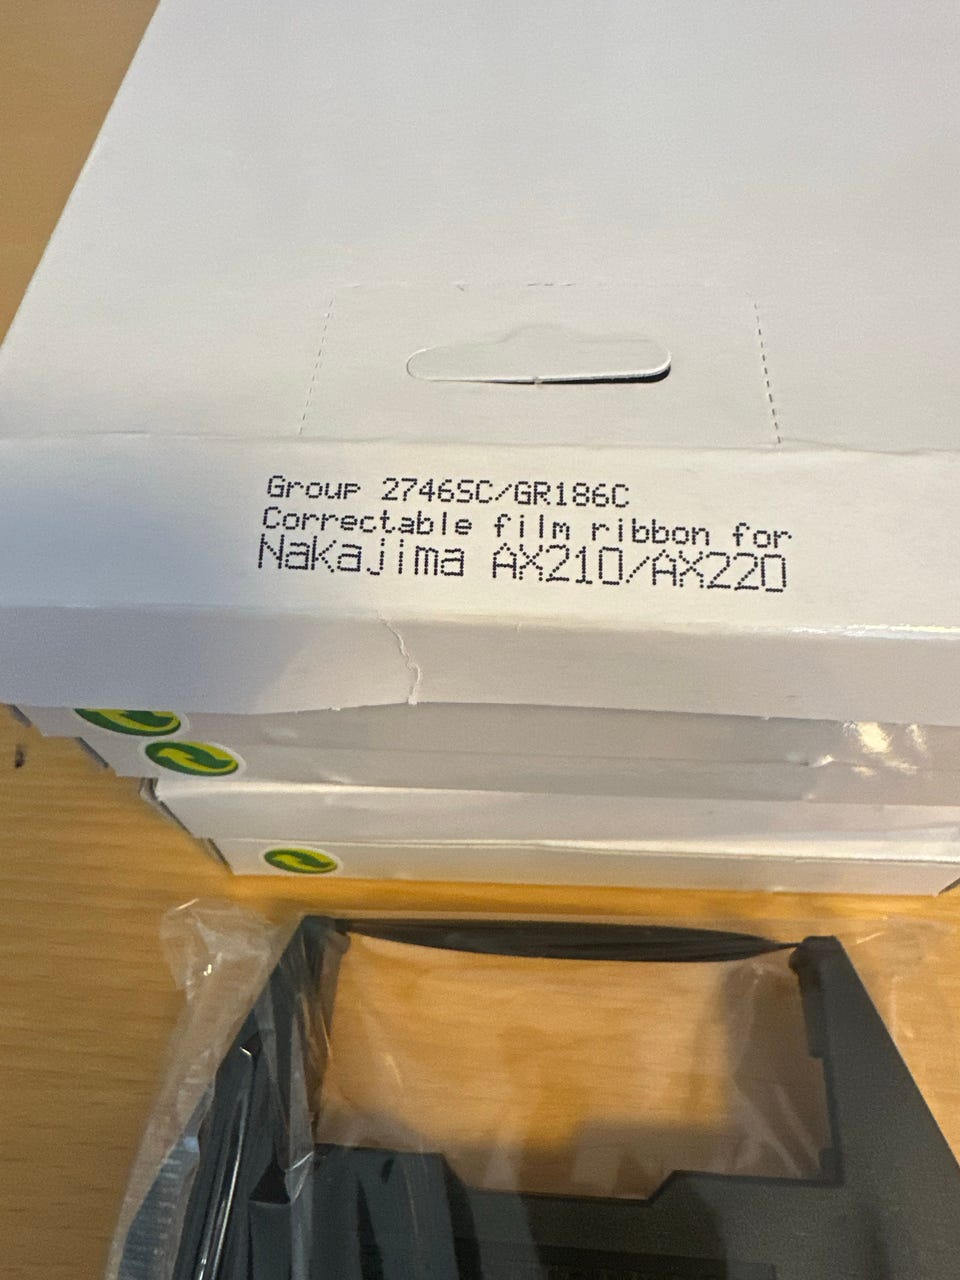 Group 2746SC/GR186C
Correctable film ribbon for
Nakajima AX210/AX220